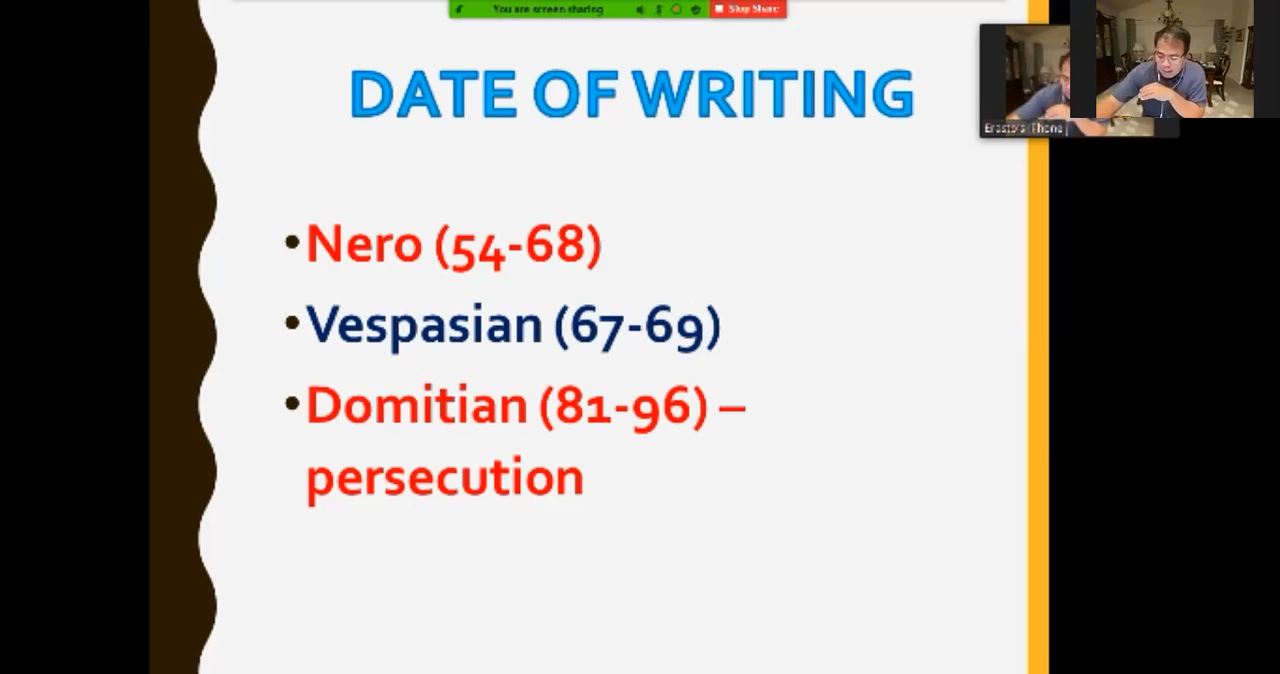 You are screen sharing Stop Share
DATE OF WRITING
•Nero (54-68)
•Vespasian (67-69)
•Domitian (81-96) –
persecution